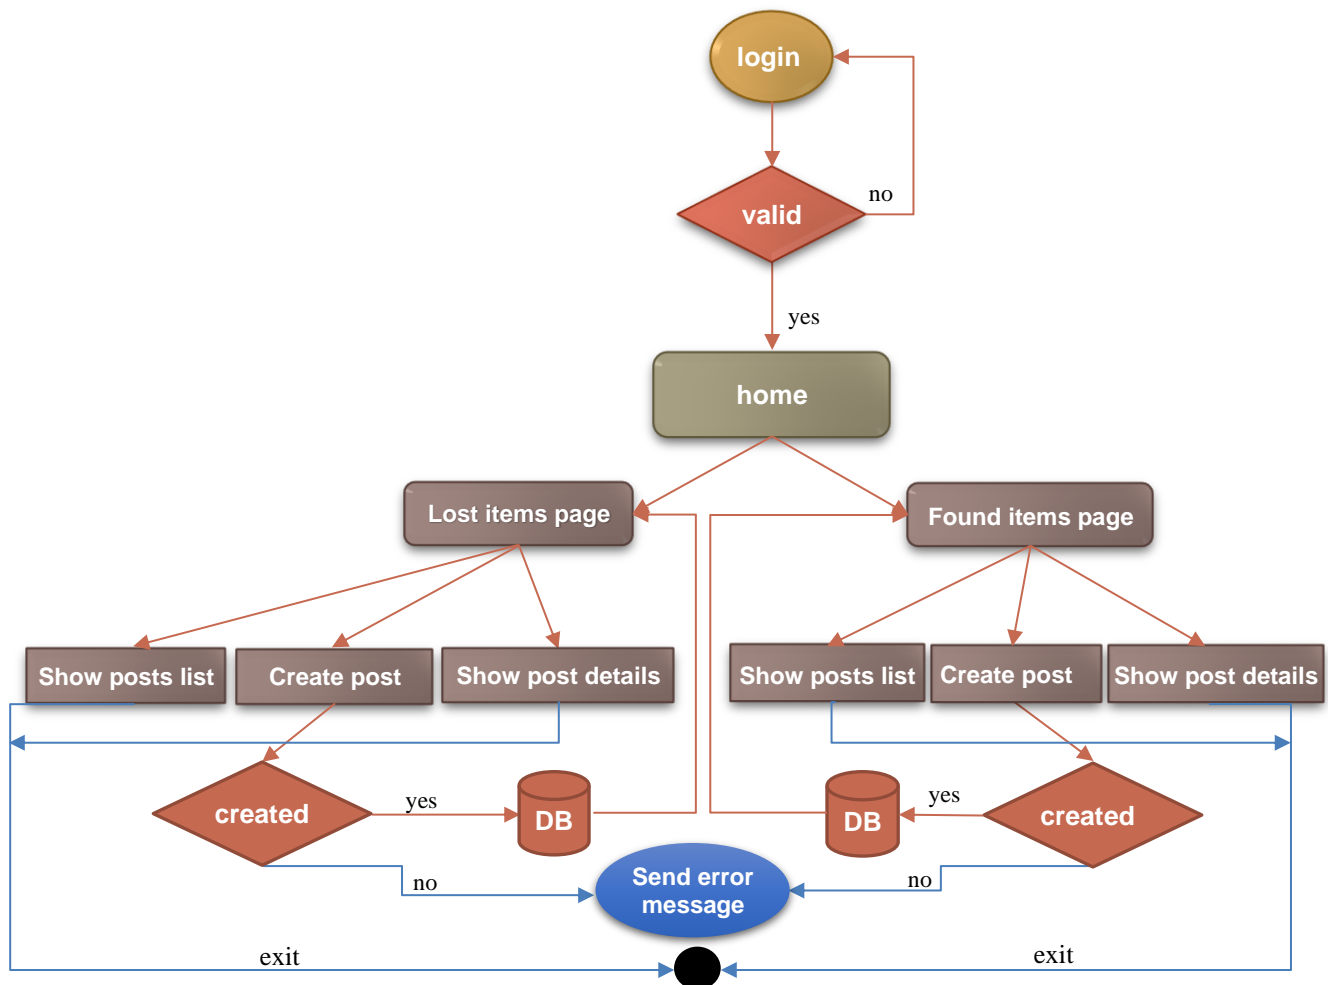 login
no
valid
yes
home
Lost items page
Found items page
Show posts list
Create post
Show post details
Show posts list
Create post
Show post details
created
yes
DB
DB
yes
created
no
Send error
message
no
exit
exit